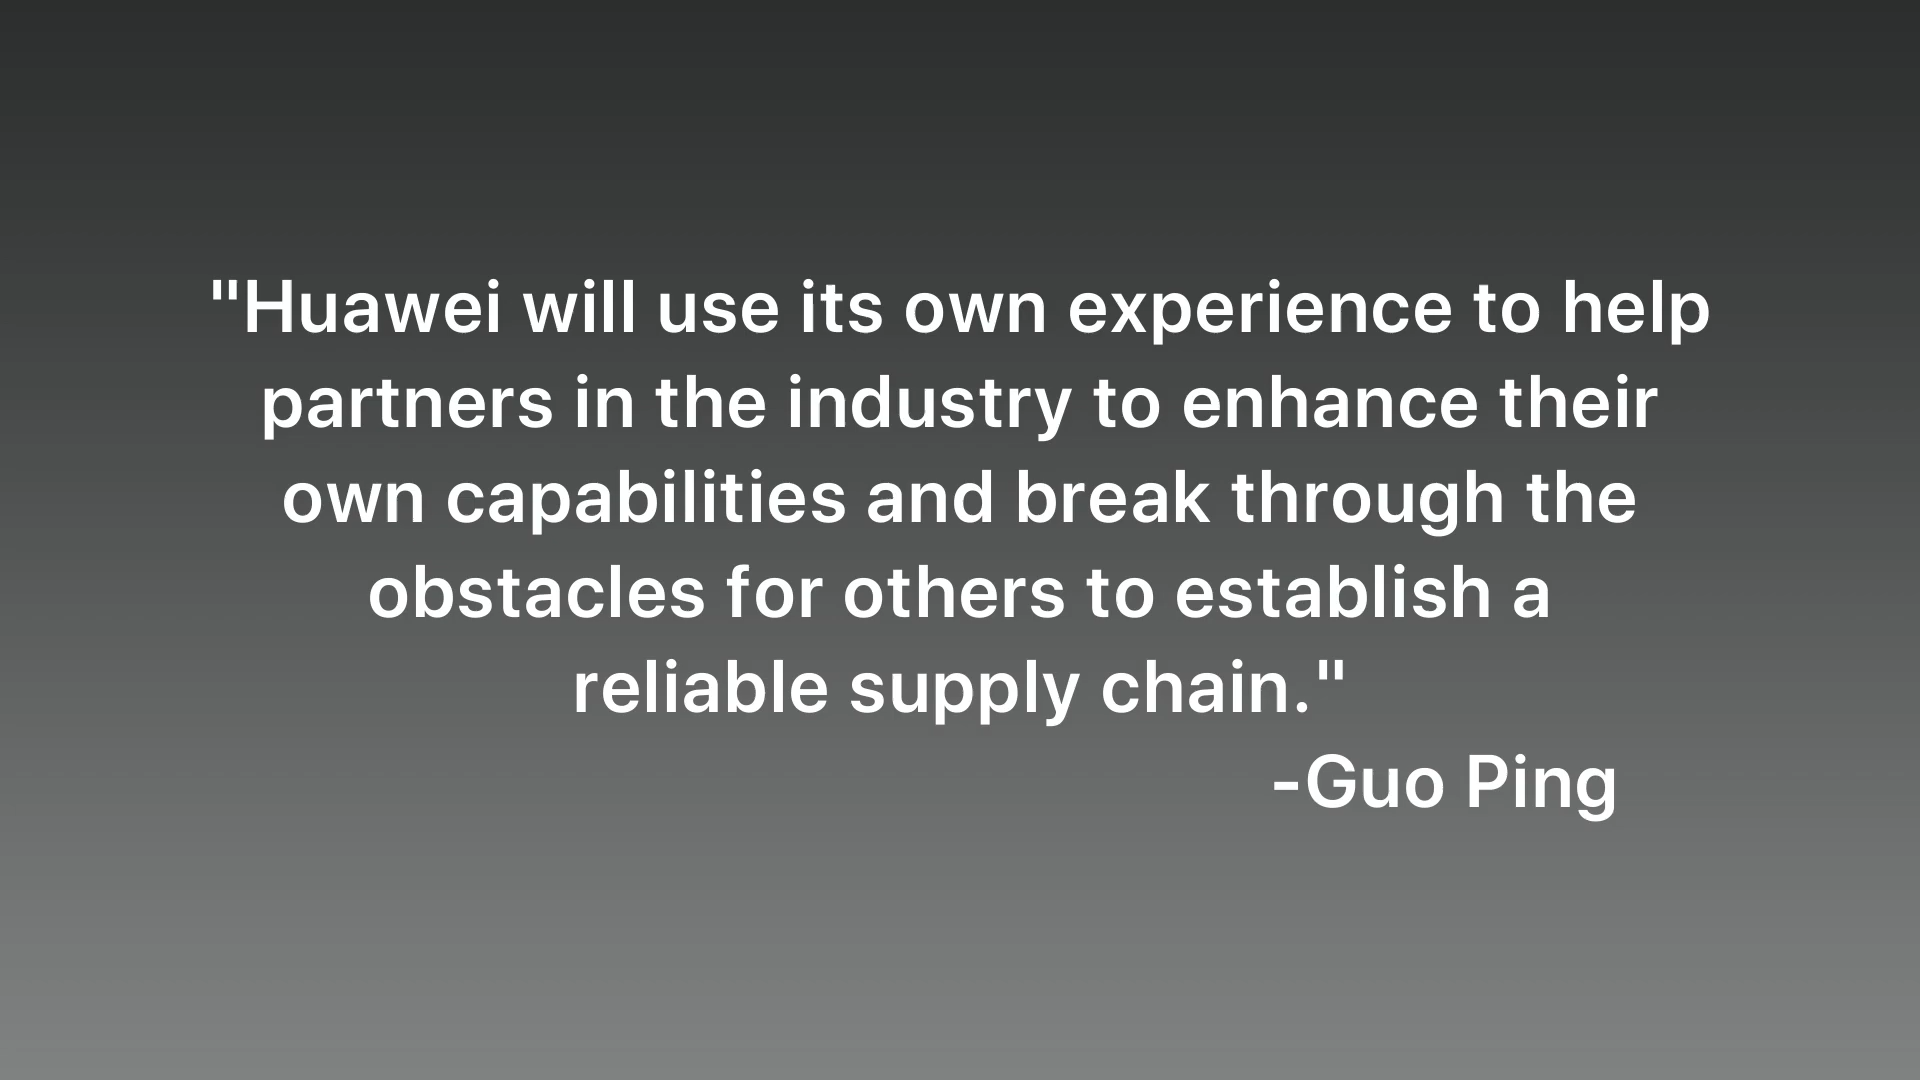 "Huawei will use its own experience to help
partners in the industry to enhance their
own capabilities and break through the
obstacles for others to establish a
reliable supply chain."
-Guo Ping